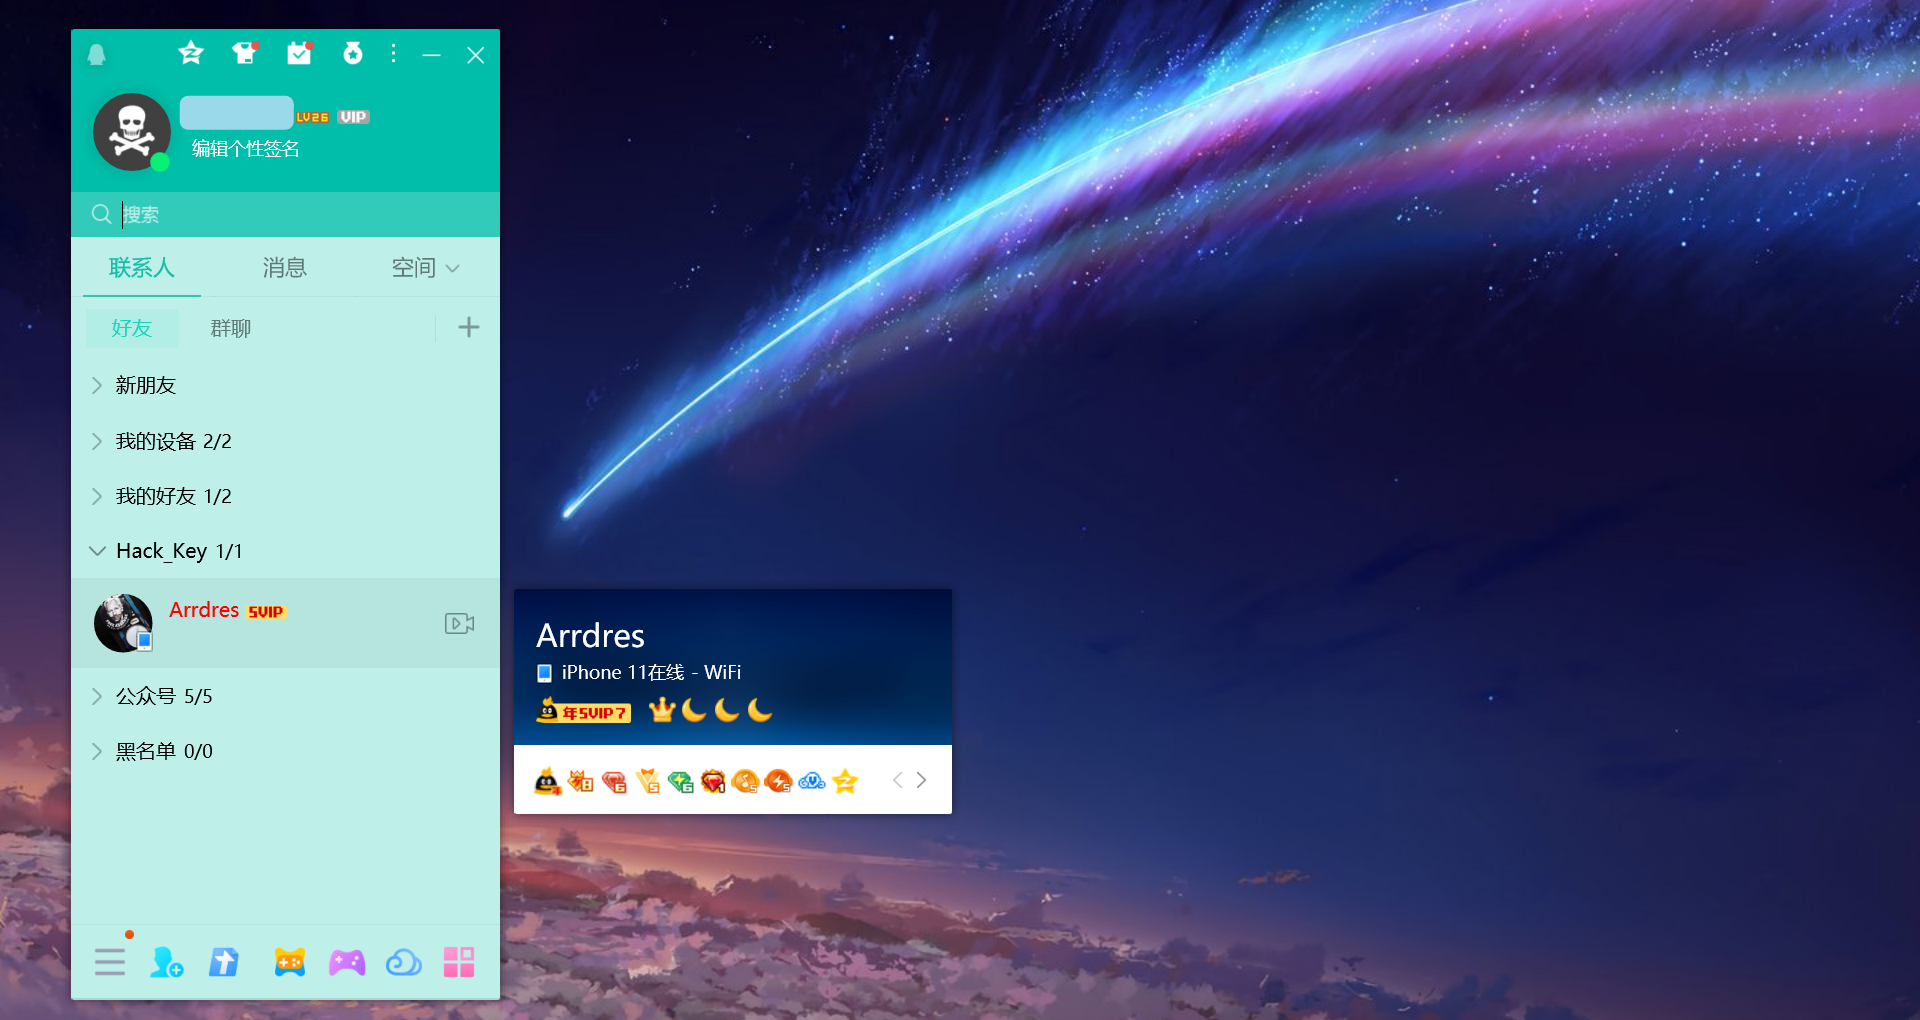 LV26 VIP
编辑个性签名
搜索
联系人 消息 空间
好友 群聊
新朋友
我的设备 2/2
我的好友 1/2
Hack_Key 1/1
Arrdres SVIP
公众号 5/5
黑名单 0/0
Arrdres
iPhone 11在线 - WiFi
年SVIP7